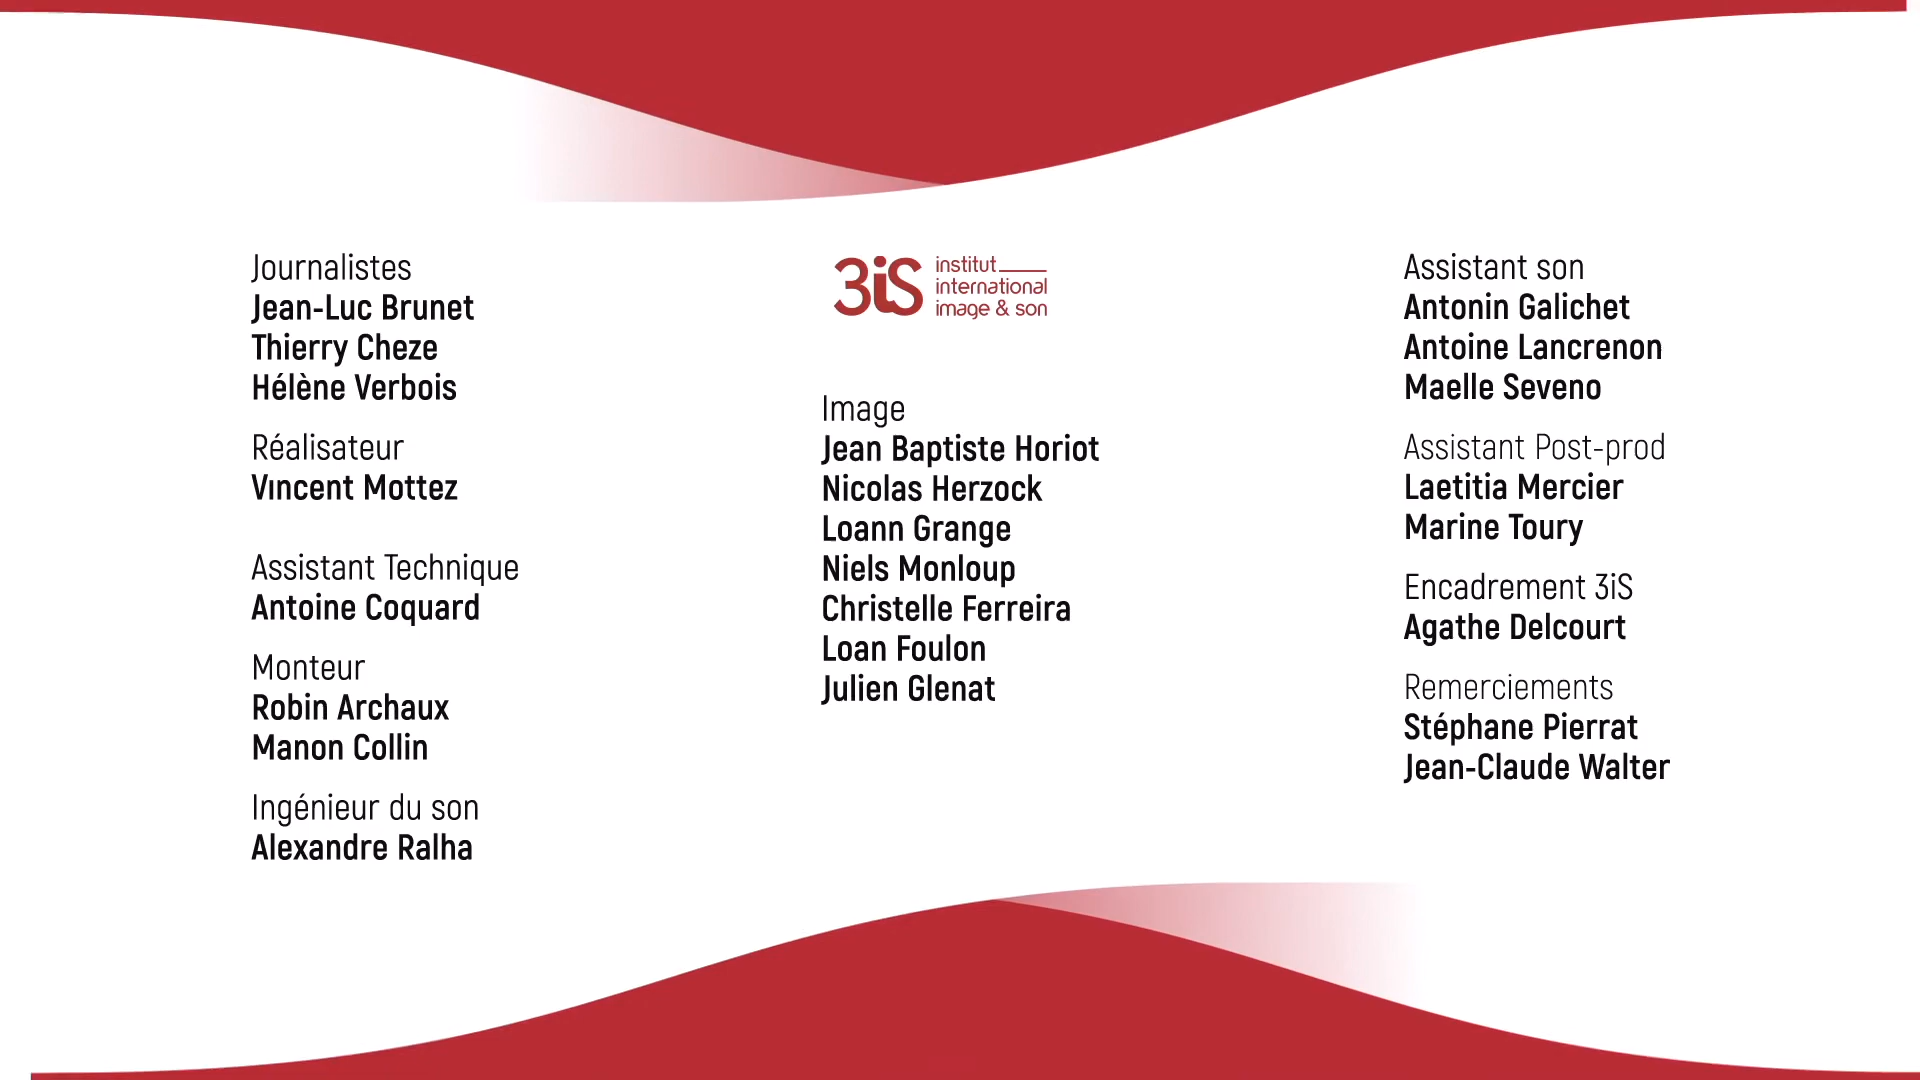 Journalistes
Jean-Luc Brunet
Thierry Cheze
Hélène Verbois
Réalisateur
Vincent Mottez
Assistant Technique
Antoine Coquard
Monteur
Robin Archaux
Manon Collin
Ingénieur du son
Alexandre Ralha
3iS
institut
international
image & son
Image
Jean Baptiste Horiot
Nicolas Herzock
Loann Grange
Niels Monloup
Christelle Ferreira
Loan Foulon
Julien Glenat
Assistant son
Antonin Galichet
Antoine Lancrenon
Maelle Seveno
Assistant Post-prod
Laetitia Mercier
Marine Toury
Encadrement 3iS
Agathe Delcourt
Remerciements
Stéphane Pierrat
Jean-Claude Walter